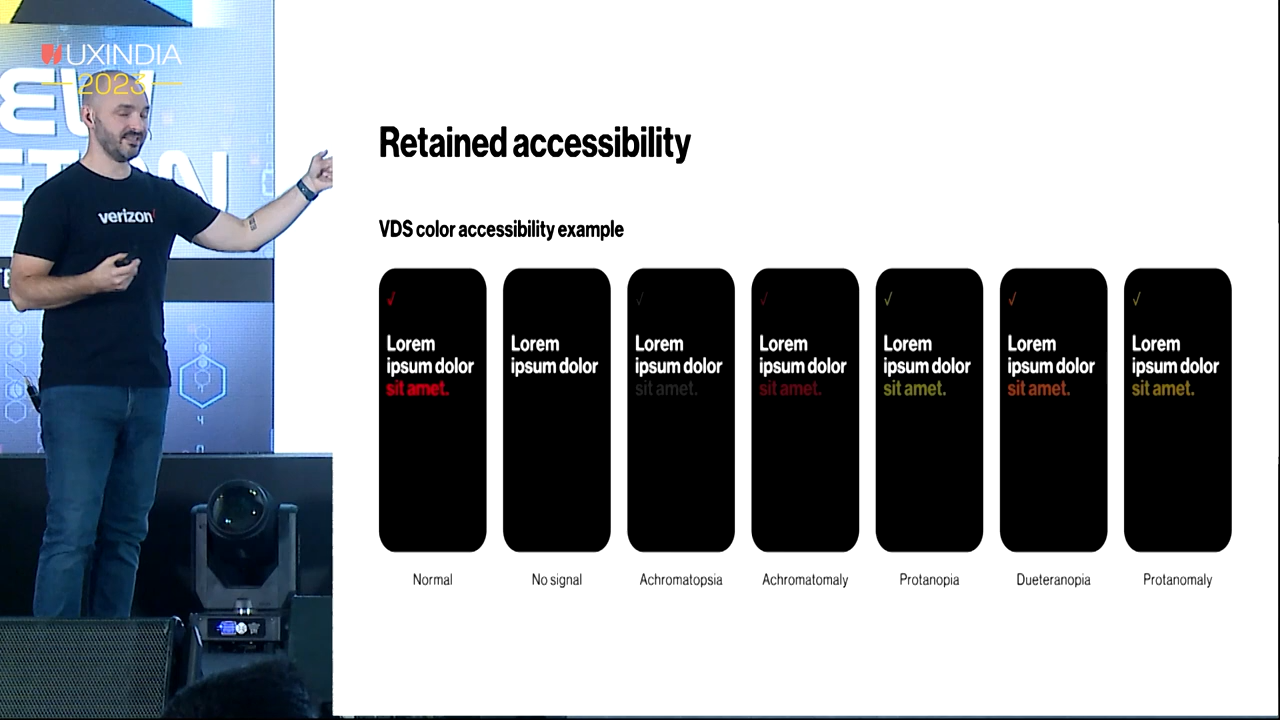 UXINDIA
2023
EW
verizon
Retained accessibility
VDS color accessibility example
√
Lorem
ipsum dolor
sit amet.
Normal
Lorem
ipsum dolor
No signal
√
Lorem
ipsum dolor
sit amet.
Achromatopsia
√
Lorem
ipsum dolor
sit amet.
Achromatomaly
√
Lorem
ipsum dolor
sit amet.
Protanopia
√
Lorem
ipsum dolor
sit amet.
Dueteranopia
√
Lorem
ipsum dolor
sit amet.
Protanomaly